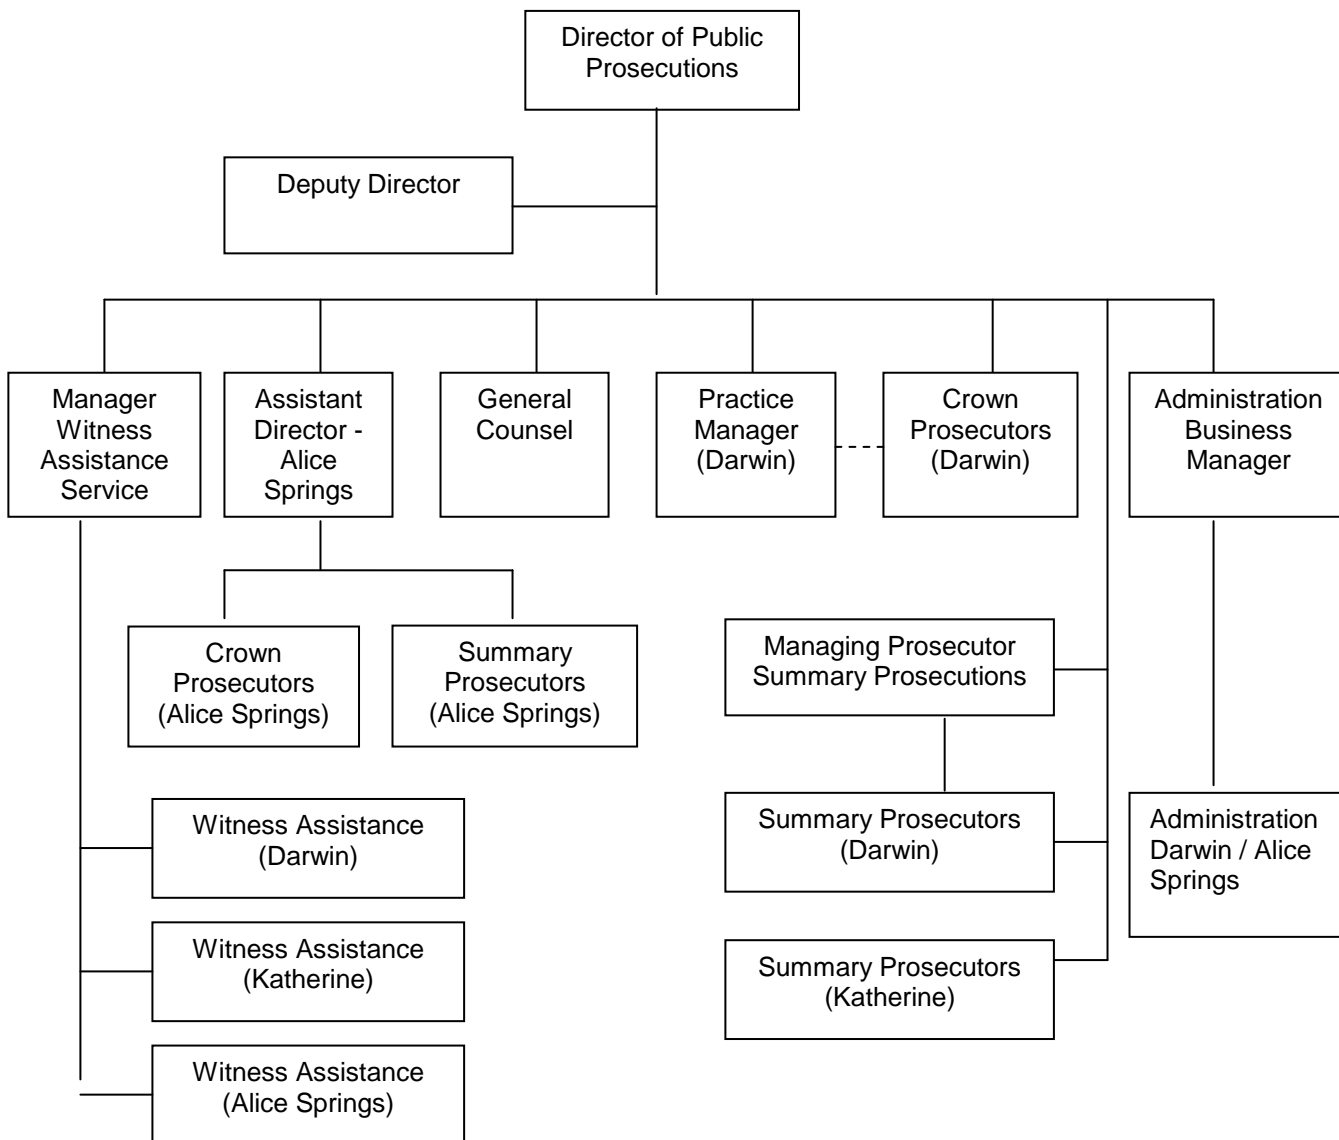 Director of Public
Prosecutions
Deputy Director
Manager
Witness
Assistance
Service
Assistant
Director -
Alice
Springs
General
Counsel
Practice
Manager
(Darwin)
Crown
Prosecutors
(Darwin)
Administration
Business
Manager
Crown
Prosecutors
(Alice Springs)
Summary
Prosecutors
(Alice Springs)
Managing Prosecutor
Summary Prosecutions
Witness Assistance
(Darwin)
Summary Prosecutors
(Darwin)
Administration
Darwin / Alice
Springs
Witness Assistance
(Katherine)
Summary Prosecutors
(Katherine)
Witness Assistance
(Alice Springs)